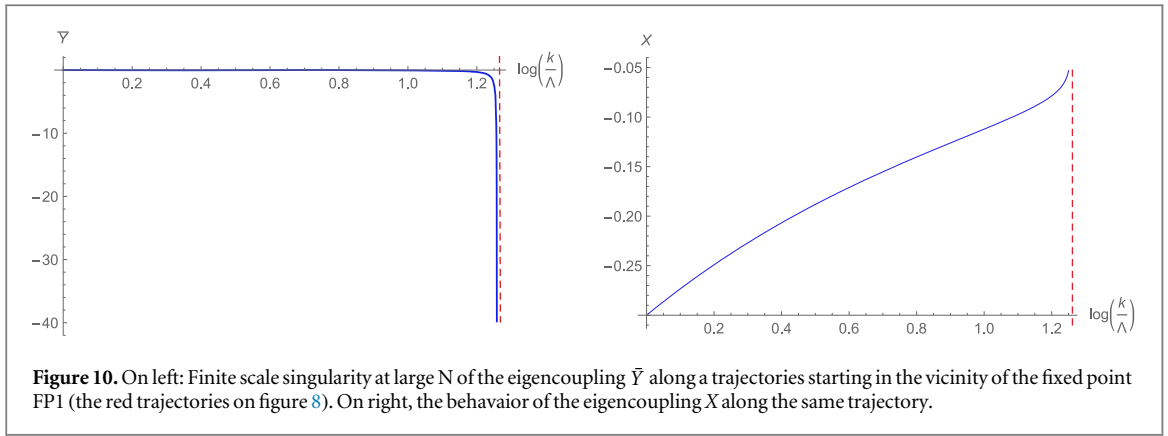 Ȳ
log(k/Λ)
0.2 0.4 0.6 0.8 1.0 1.2
−10
−20
−30
−40
X
−0.05
−0.10
−0.15
−0.20
−0.25
log(k/Λ)
0.2 0.4 0.6 0.8 1.0 1.2
Figure 10. On left: Finite scale singularity at large N of the eigencoupling Ȳ along a trajectories starting in the vicinity of the fixed point
FP1 (the red trajectories on figure 8). On right, the behavaior of the eigencoupling X along the same trajectory.